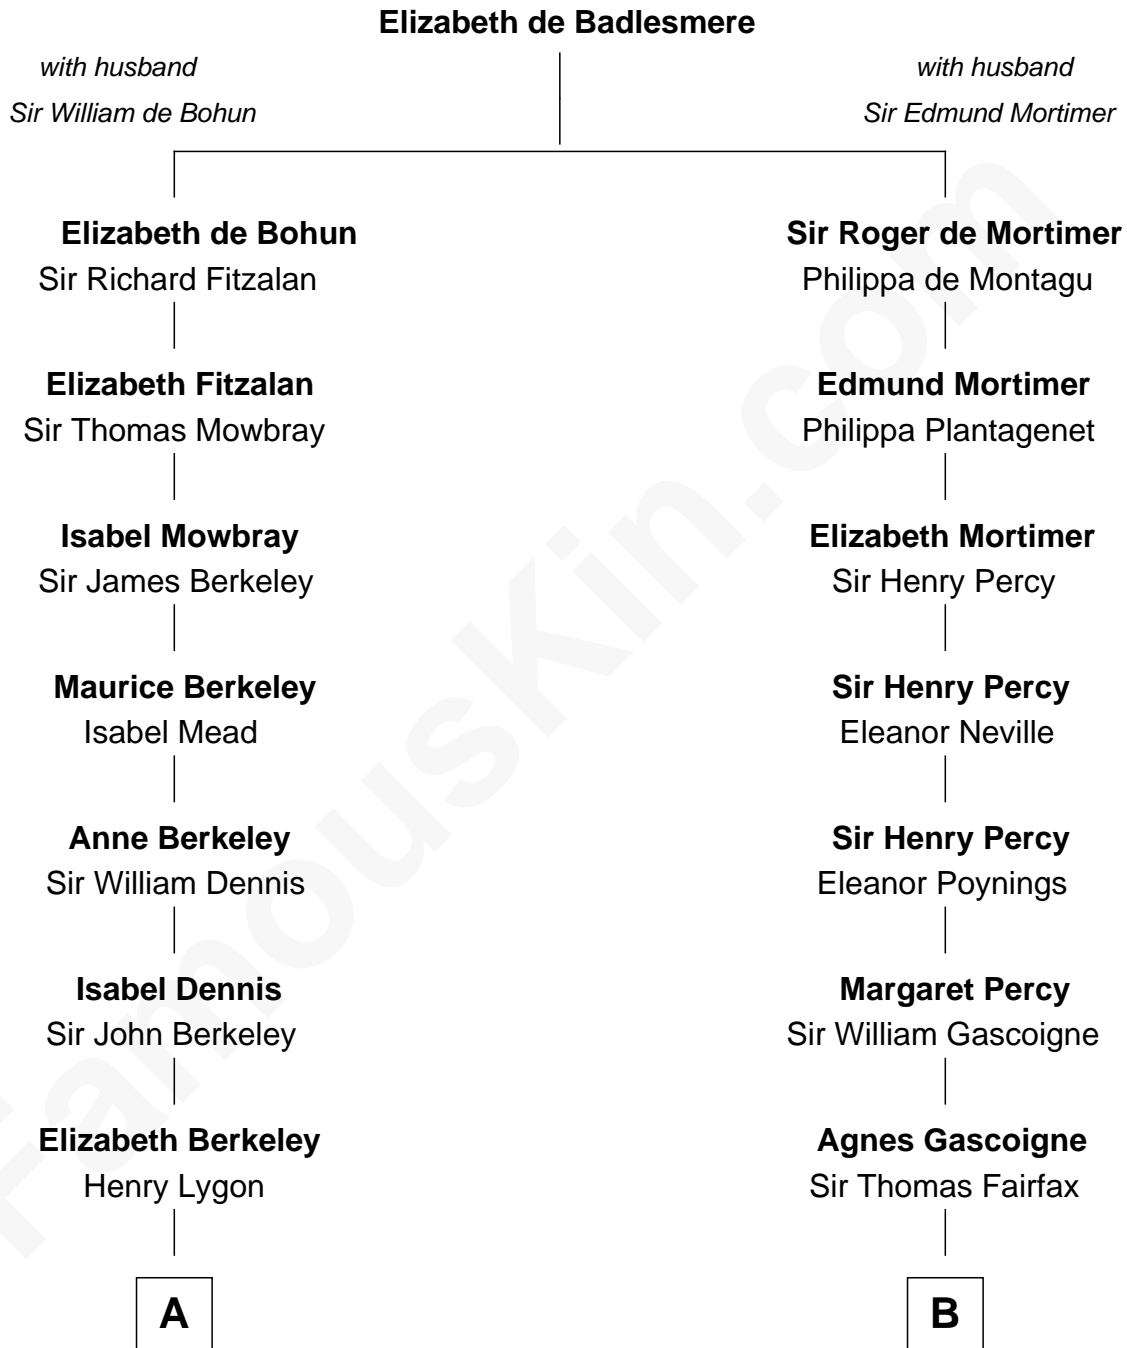 Elizabeth de Badlesmere
with husband
Sir William de Bohun
with husband
Sir Edmund Mortimer
Elizabeth de Bohun
Sir Richard Fitzalan
Sir Roger de Mortimer
Philippa de Montagu
Elizabeth Fitzalan
Sir Thomas Mowbray
Edmund Mortimer
Philippa Plantagenet
Isabel Mowbray
Sir James Berkeley
Elizabeth Mortimer
Sir Henry Percy
Maurice Berkeley
Isabel Mead
Sir Henry Percy
Eleanor Neville
Anne Berkeley
Sir William Dennis
Sir Henry Percy
Eleanor Poynings
Isabel Dennis
Sir John Berkeley
Margaret Percy
Sir William Gascoigne
Elizabeth Berkeley
Henry Lygon
Agnes Gascoigne
Sir Thomas Fairfax
A
B
FamousKin.com